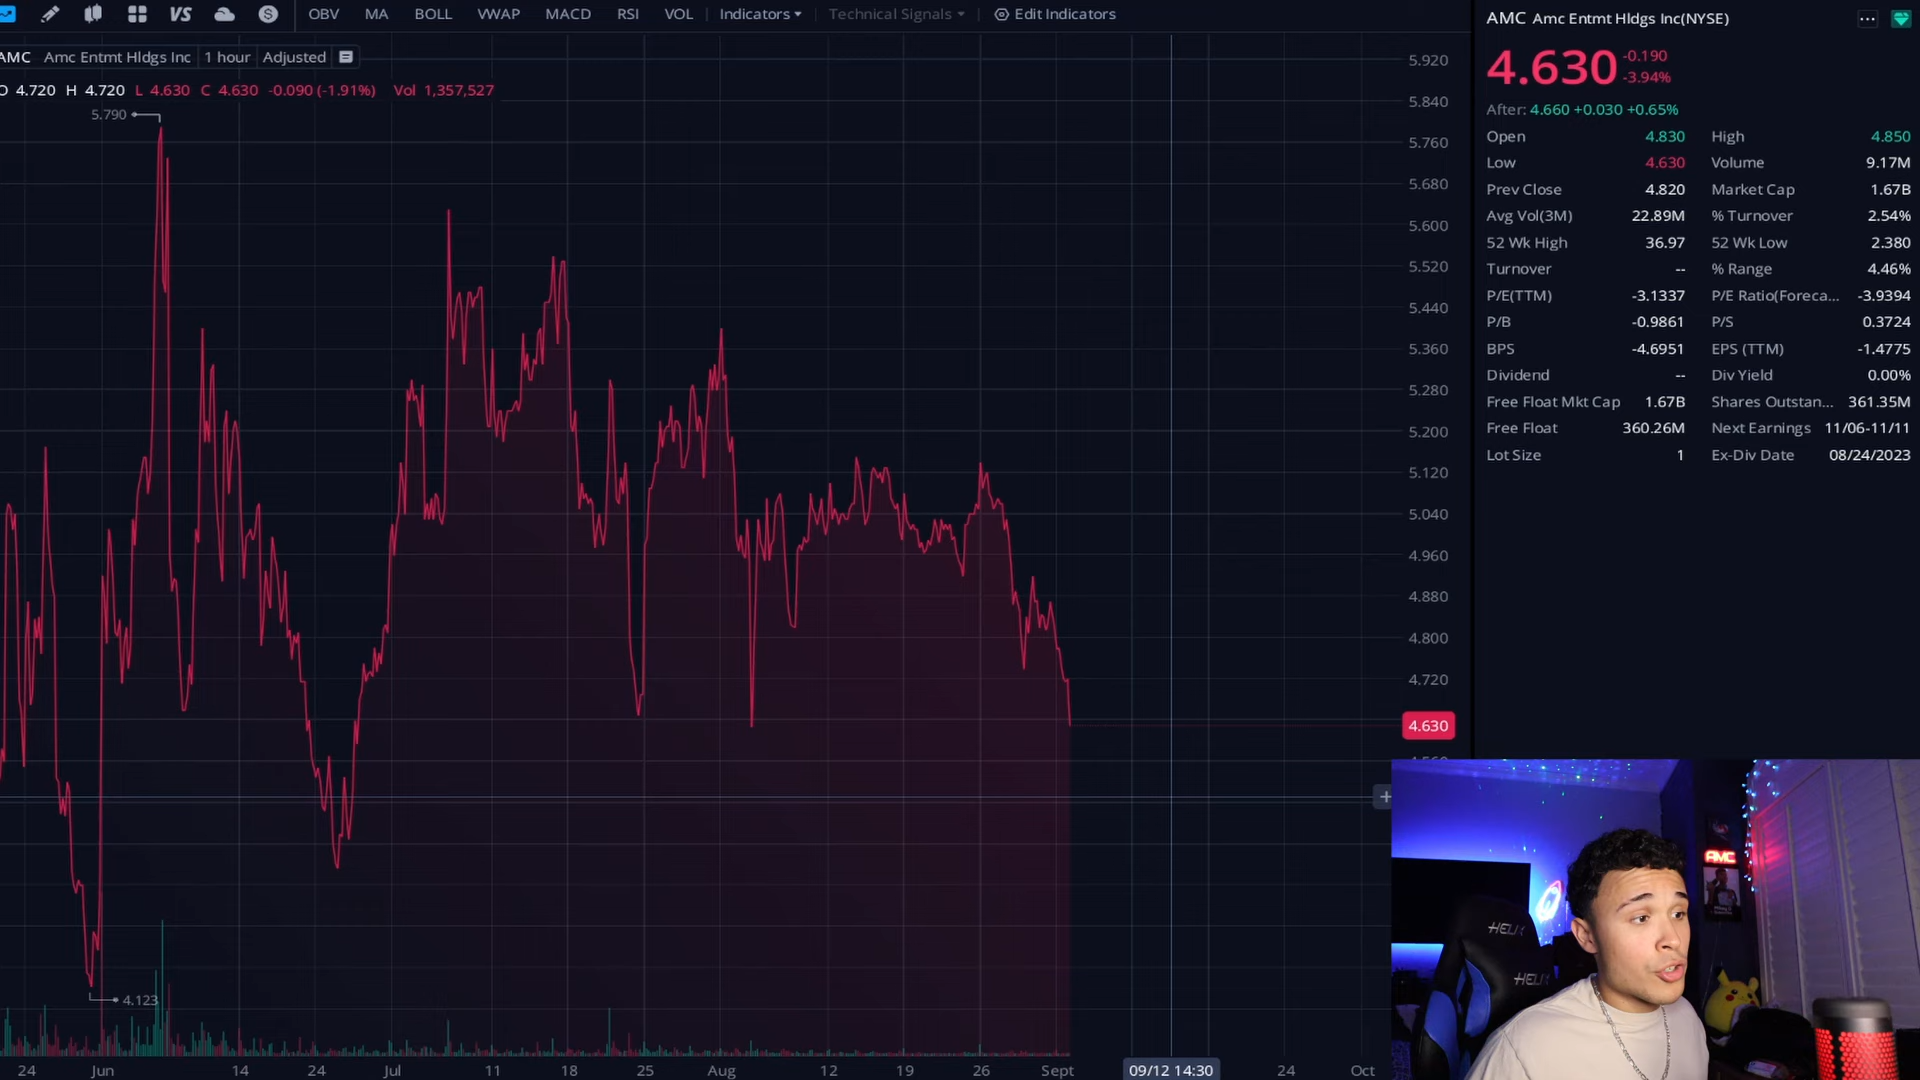 VS S OBV MA BOLL VWAP MACD RSI VOL Indicators Technical Signals Edit Indicators
AMC Amc Entmt Hldgs Inc 1 hour Adjusted
O 4.720 H 4.720 L 4.630 C 4.630 -0.090 (-1.91%) Vol 1,357,527
5.790
4.123
5.920
5.840
5.760
5.680
5.600
5.520
5.440
5.360
5.280
5.200
5.120
5.040
4.960
4.880
4.800
4.720
4.630
24 Jun 14 24 Jul 11 18 25 Aug 12 19 26 Sept 09/12 14:30 24 Oct
AMC Amc Entmt Hldgs Inc(NYSE)
4.630 -0.190
-3.94%
After: 4.660 +0.030 +0.65%
Open 4.830 High 4.850
Low 4.630 Volume 9.17M
Prev Close 4.820 Market Cap 1.67B
Avg Vol(3M) 22.89M % Turnover 2.54%
52 Wk High 36.97 52 Wk Low 2.380
Turnover -- % Range 4.46%
P/E(TTM) -3.1337 P/E Ratio(Foreca... -3.9394
P/B -0.9861 P/S 0.3724
BPS -4.6951 EPS (TTM) -1.4775
Dividend -- Div Yield 0.00%
Free Float Mkt Cap 1.67B Shares Outstan... 361.35M
Free Float 360.26M Next Earnings 11/06-11/11
Lot Size 1 Ex-Div Date 08/24/2023
AMC